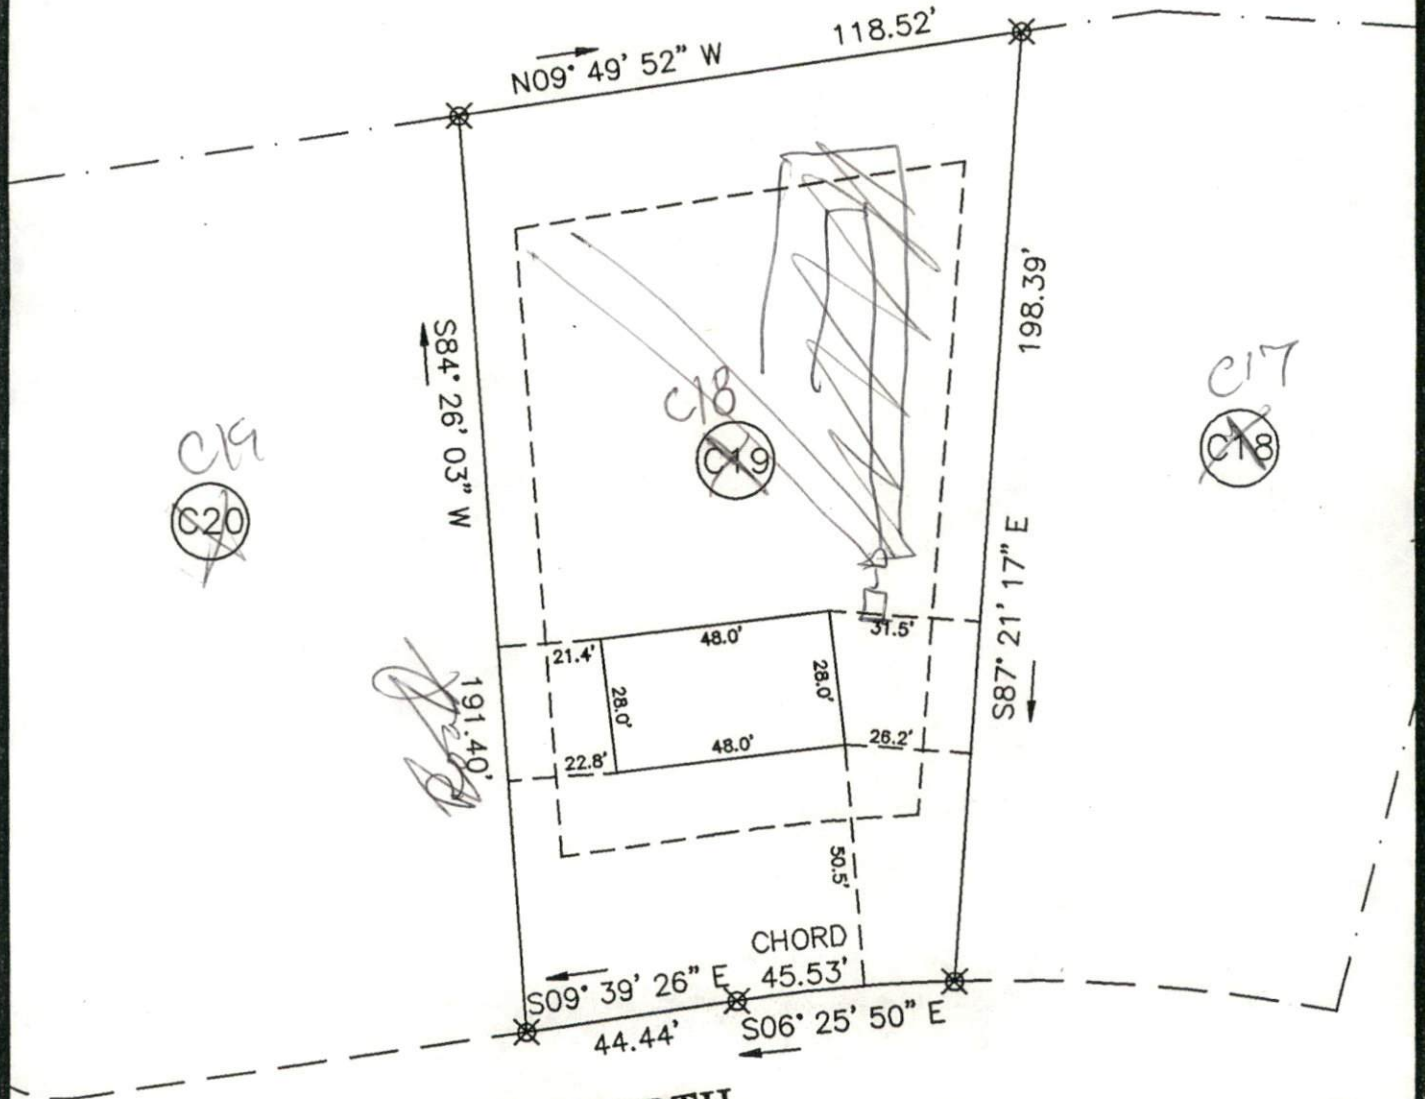 118.52'
N09° 49' 52" W
198.39'
S84° 26' 03" W
C17
C18
C18
C19
C19
C20
S87° 21' 17" E
31.5'
48.0'
21.4'
28.0'
28.0'
191.40'
26.2'
48.0'
22.8'
50.5'
CHORD
45.53'
S09° 39' 26" E
S06° 25' 50" E
44.44'